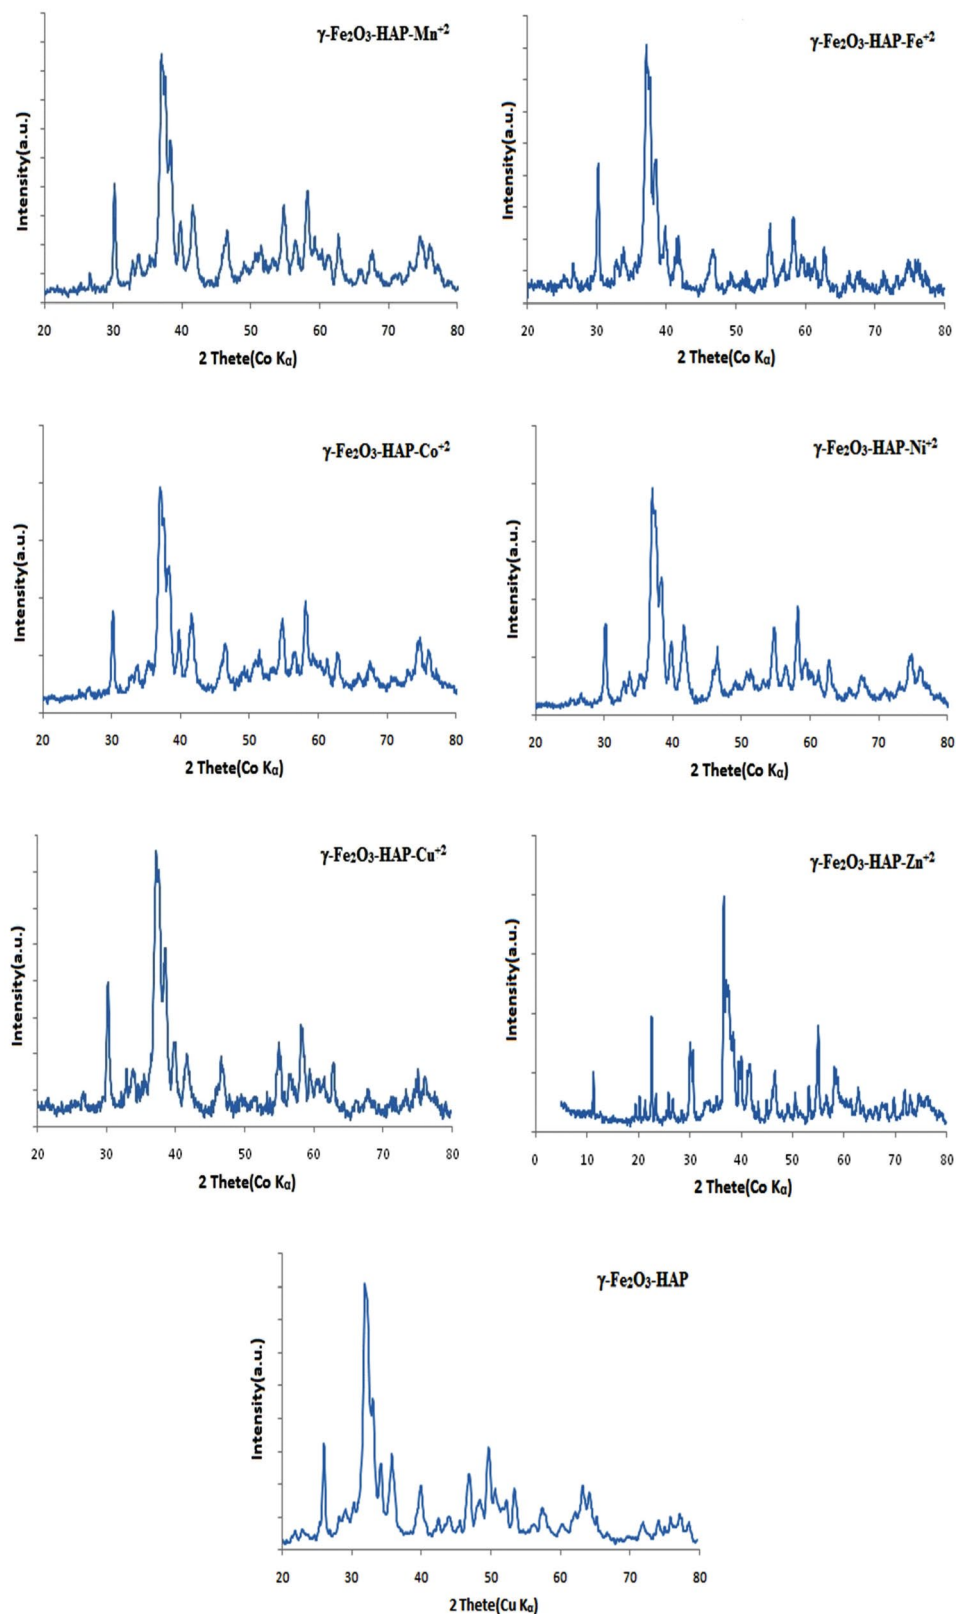 γ-Fe₂O₃-HAP-Mn⁺²
Intensity(a.u.)
20 30 40 50 60 70 80
2 Thete(Co Kα)
γ-Fe₂O₃-HAP-Fe⁺²
Intensity(a.u.)
20 30 40 50 60 70 80
2 Thete(Co Kα)
γ-Fe₂O₃-HAP-Co⁺²
Intensity(a.u.)
20 30 40 50 60 70 80
2 Thete(Co Kα)
γ-Fe₂O₃-HAP-Ni⁺²
Intensity(a.u.)
20 30 40 50 60 70 80
2 Thete(Co Kα)
γ-Fe₂O₃-HAP-Cu⁺²
Intensity(a.u.)
20 30 40 50 60 70 80
2 Thete(Co Kα)
γ-Fe₂O₃-HAP-Zn⁺²
Intensity(a.u.)
0 10 20 30 40 50 60 70 80
2 Thete(Co Kα)
γ-Fe₂O₃-HAP
Intensity(a.u.)
20 30 40 50 60 70 80
2 Thete(Cu Kα)